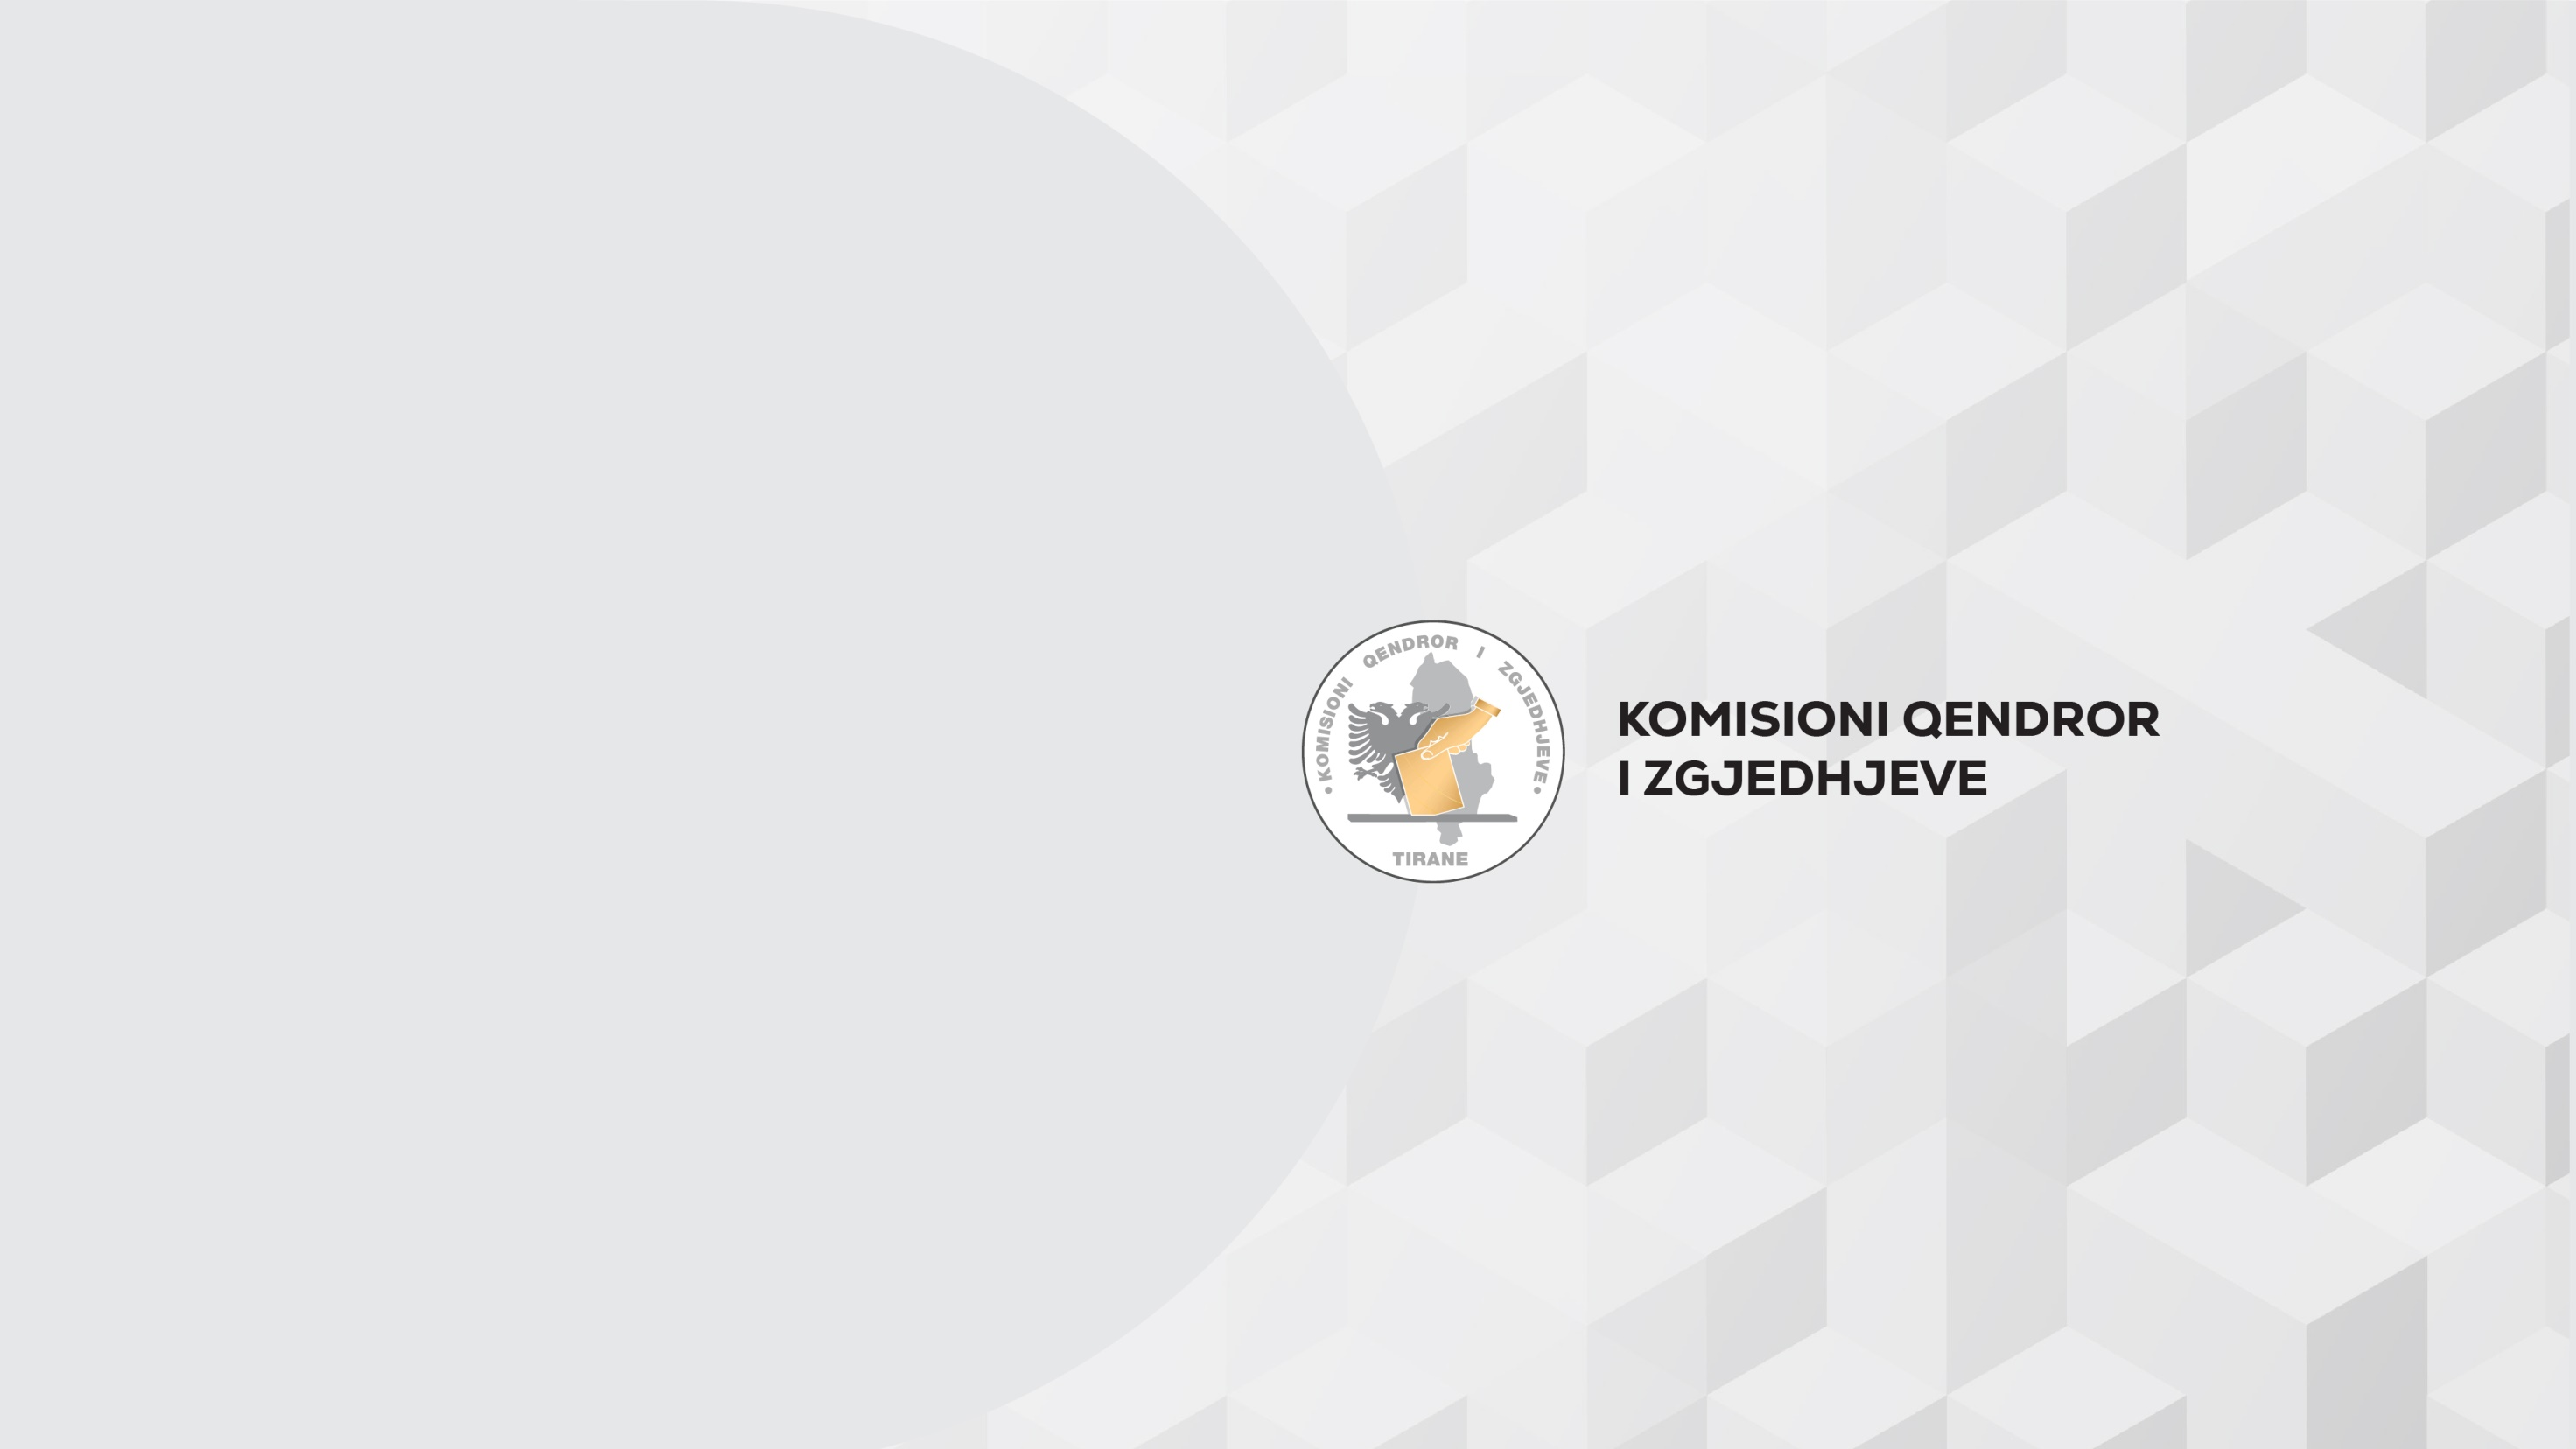 KOMISIONI QENDROR I ZGJEDHJEVE
TIRANE
KOMISIONI QENDROR
I ZGJEDHJEVE